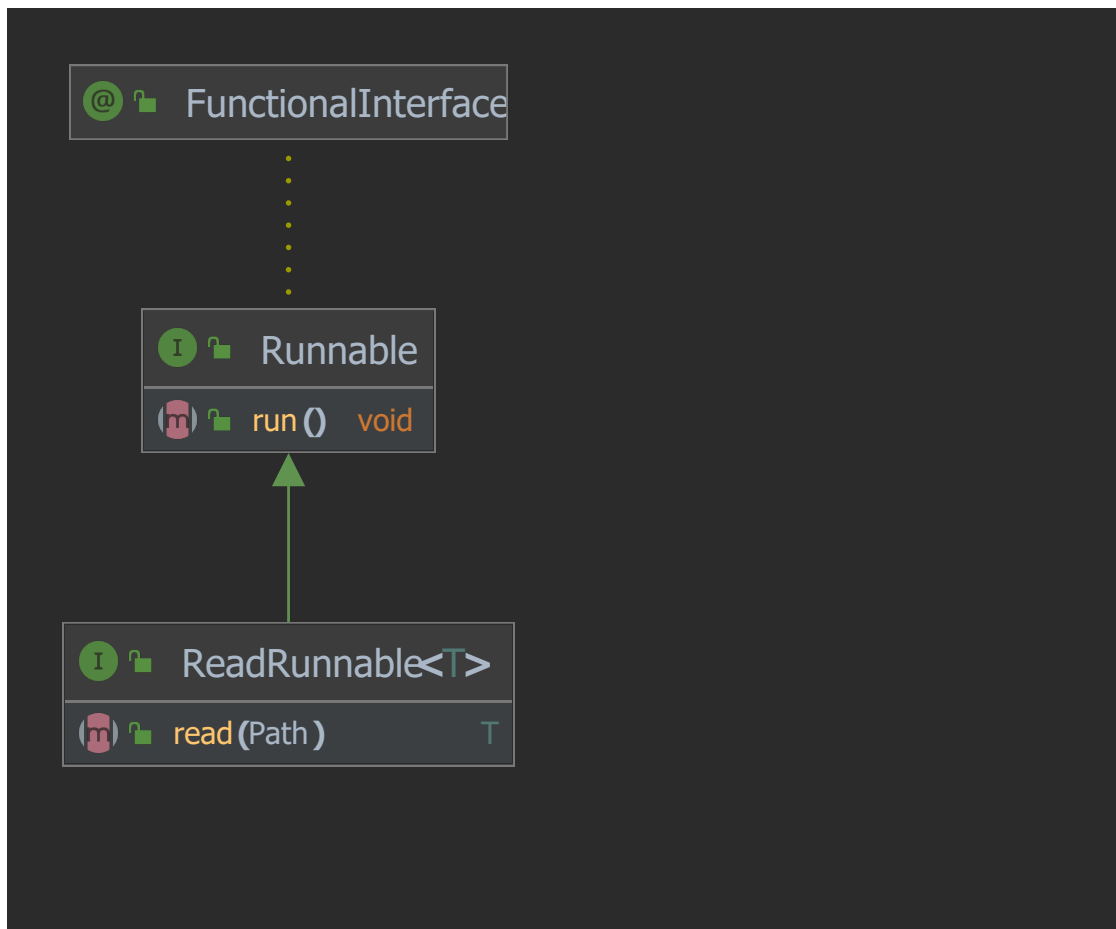 @ FunctionalInterface
I Runnable
m run() void
I ReadRunnable<T>
m read(Path) T